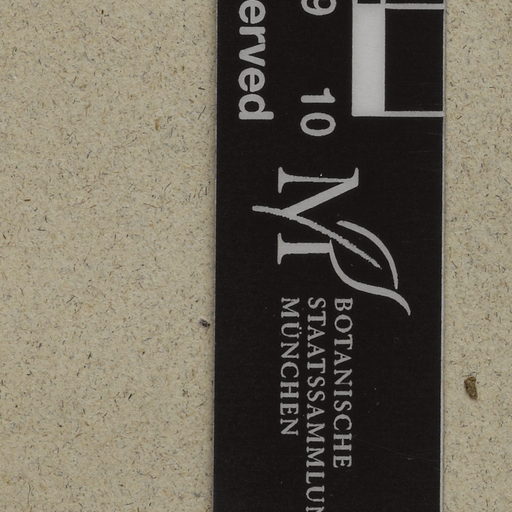 9 10
erved
M
BOTANISCHE
STAATSSAMMLUN
MÜNCHEN